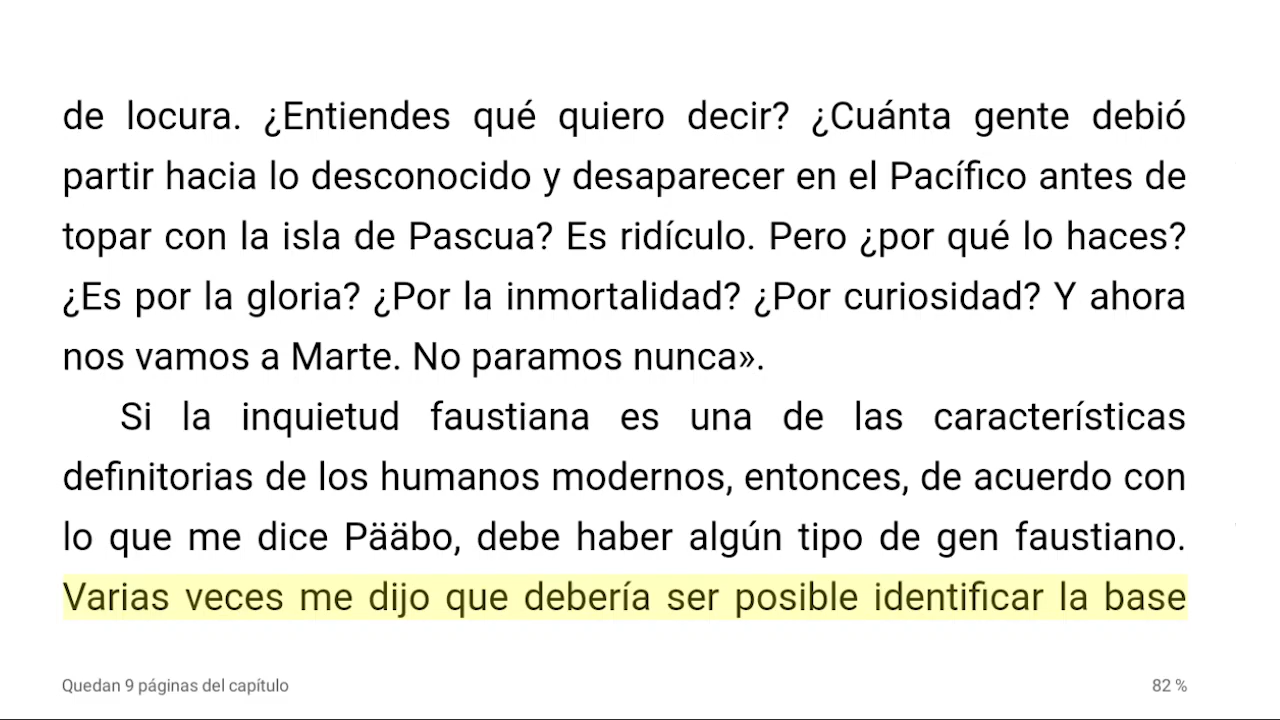 de locura. ¿Entiendes qué quiero decir? ¿Cuánta gente debió
partir hacia lo desconocido y desaparecer en el Pacífico antes de
topar con la isla de Pascua? Es ridículo. Pero ¿por qué lo haces?
¿Es por la gloria? ¿Por la inmortalidad? ¿Por curiosidad? Y ahora
nos vamos a Marte. No paramos nunca».
Si la inquietud faustiana es una de las características
definitorias de los humanos modernos, entonces, de acuerdo con
lo que me dice Pääbo, debe haber algún tipo de gen faustiano.
Varias veces me dijo que debería ser posible identificar la base
Quedan 9 páginas del capítulo
82 %